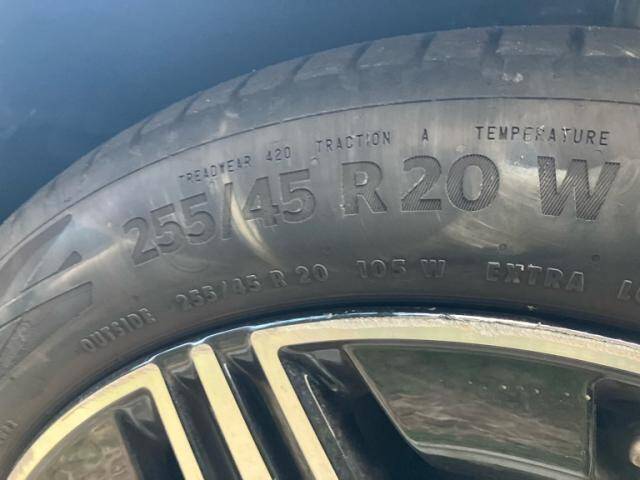 TREADWEAR 420 TRACTION A TEMPERATURE
255/45 R 20 W
OUTSIDE 255/45 R 20 105 W EXTRA